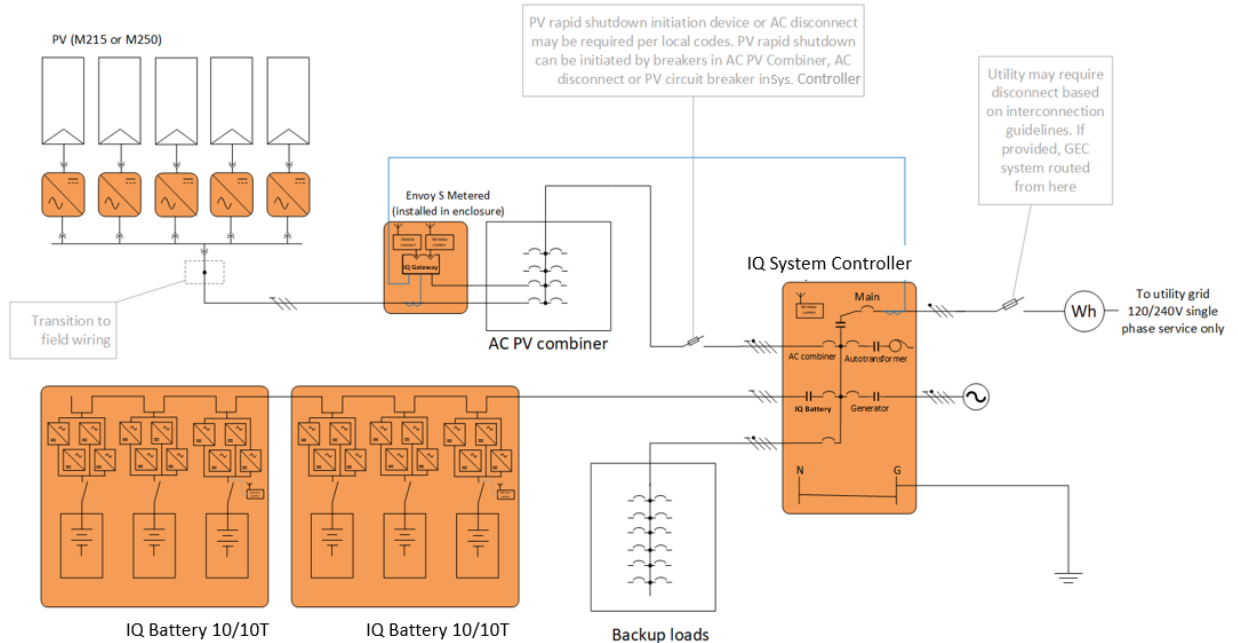 PV (M215 or M250)
PV rapid shutdown initiation device or AC disconnect
may be required per local codes. PV rapid shutdown
can be initiated by breakers in AC PV Combiner, AC
disconnect or PV circuit breaker inSys. Controller
Utility may require
disconnect based
on interconnection
guidelines. If
provided, GEC
system routed
from here
Envoy S Metered
(installed in enclosure)
IQ Gateway
Transition to
field wiring
AC PV combiner
IQ System Controller
Main
AC combiner
Autotransformer
IQ Battery
Generator
N
G
Wh
To utility grid
120/240V single
phase service only
IQ Battery 10/10T
IQ Battery 10/10T
Backup loads